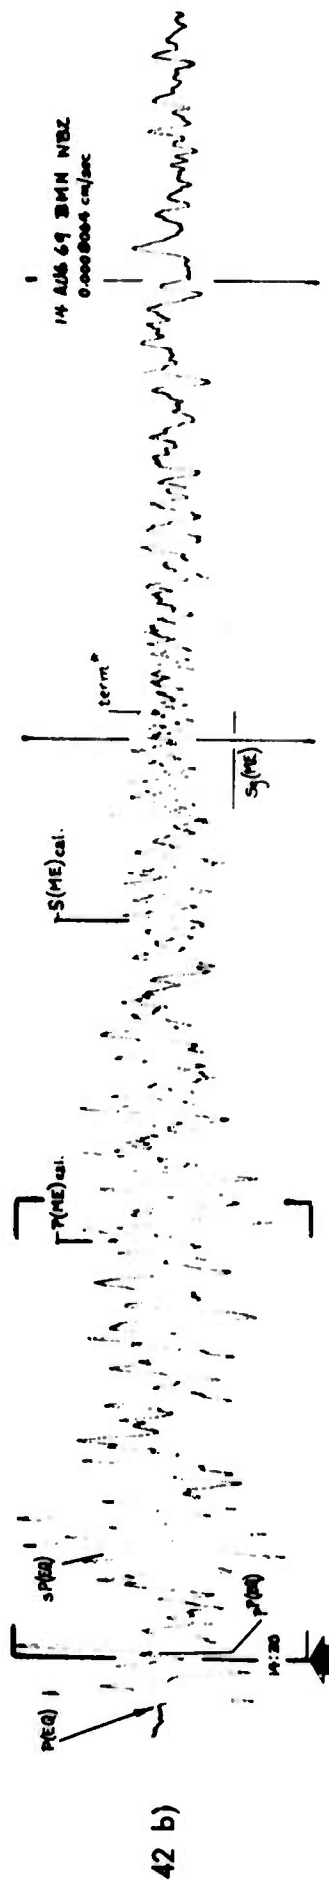 42 b)
P(EQ)
14:20
pP(EQ)
sP(EQ)
P(ME) cal.
S(ME) cal.
Sg(ME)
term*
14 AUG 69 BMN NBZ
0.0008064 cm/sec